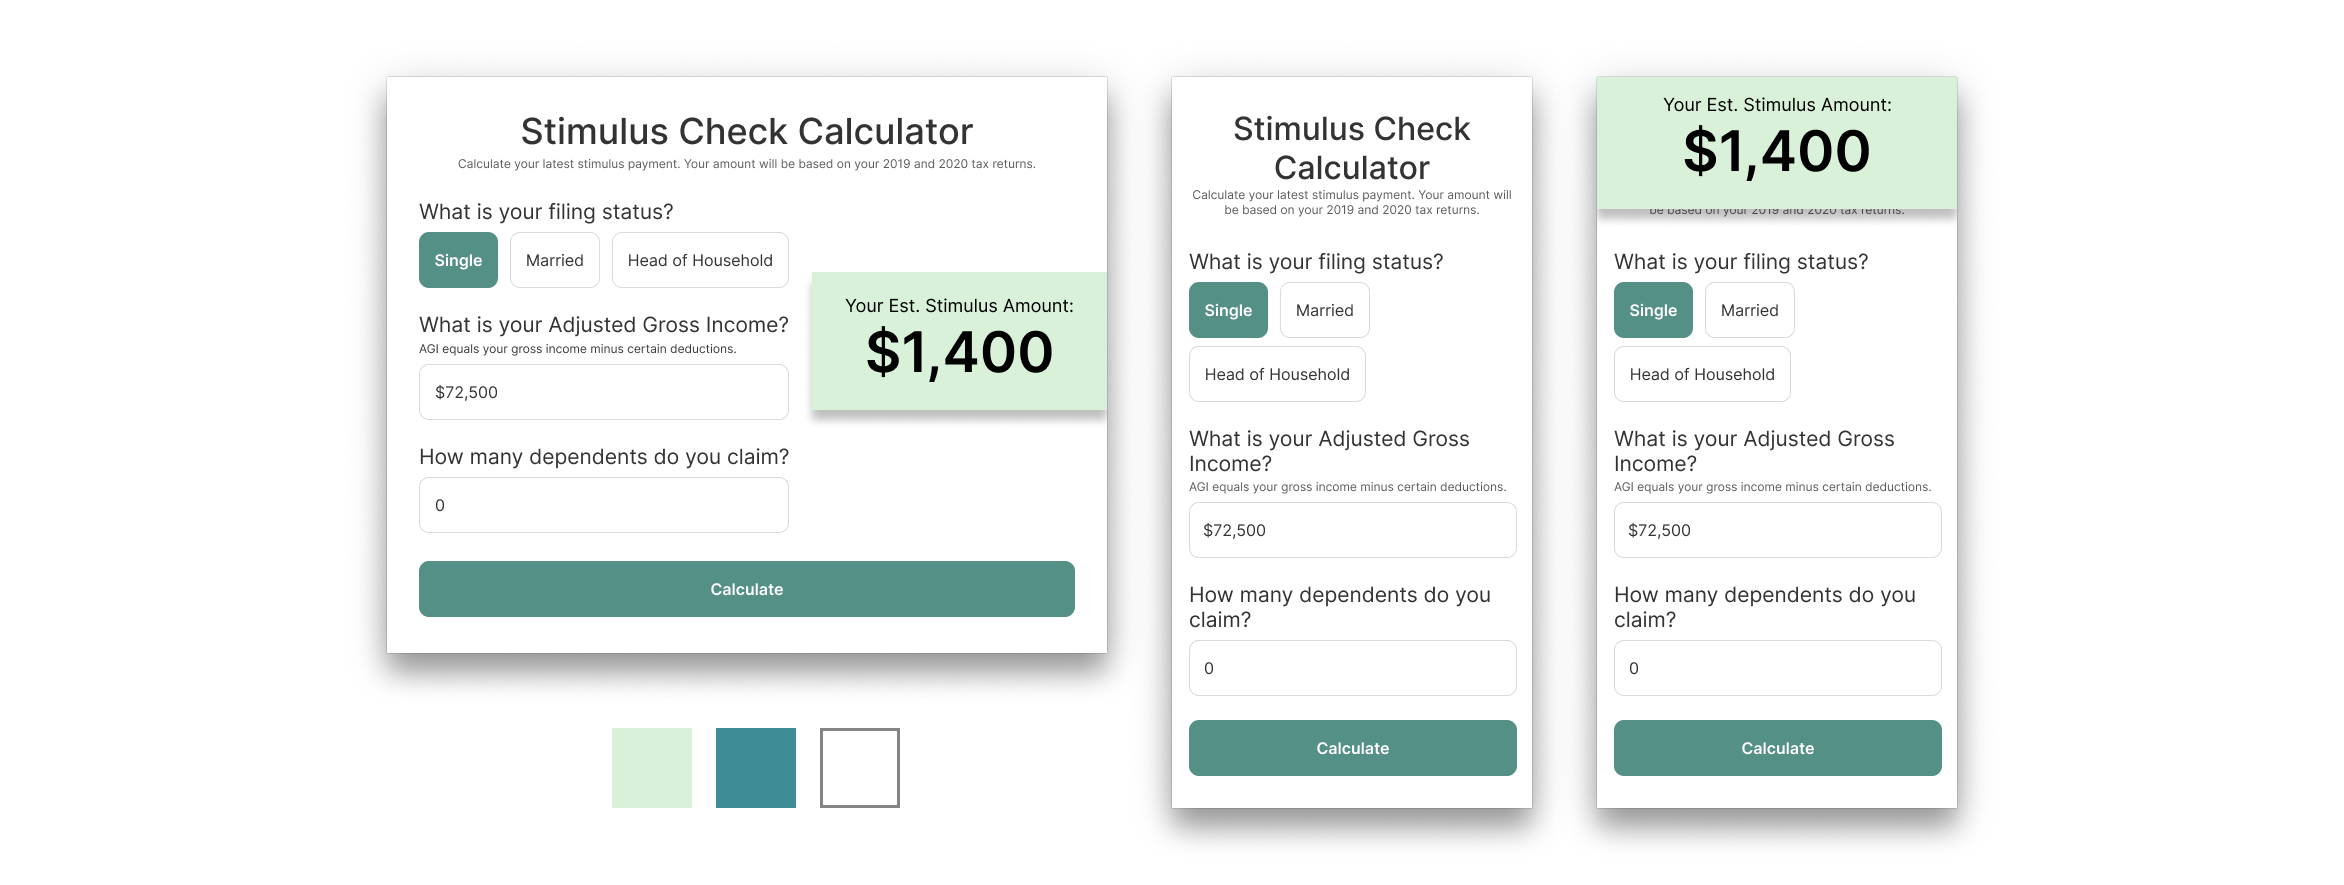 Stimulus Check Calculator
Calculate your latest stimulus payment. Your amount will be based on your 2019 and 2020 tax returns.
What is your filing status?
Single
Married
Head of Household
What is your Adjusted Gross Income?
AGI equals your gross income minus certain deductions.
$72,500
How many dependents do you claim?
0
Calculate
Your Est. Stimulus Amount:
$1,400
Stimulus Check
Calculator
Calculate your latest stimulus payment. Your amount will
be based on your 2019 and 2020 tax returns.
What is your filing status?
Single
Married
Head of Household
What is your Adjusted Gross
Income?
AGI equals your gross income minus certain deductions.
$72,500
How many dependents do you
claim?
0
Calculate
Your Est. Stimulus Amount:
$1,400
be based on your 2019 and 2020 tax returns.
What is your filing status?
Single
Married
Head of Household
What is your Adjusted Gross
Income?
AGI equals your gross income minus certain deductions.
$72,500
How many dependents do you
claim?
0
Calculate